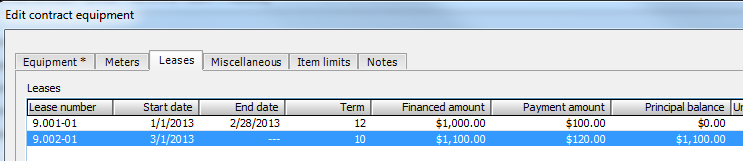 Edit contract equipment
Equipment * Meters Leases Miscellaneous Item limits Notes
Leases
Lease number Start date End date Term Financed amount Payment amount Principal balance Un
9.001-01 1/1/2013 2/28/2013 12 $1,000.00 $100.00 $0.00
9.002-01 3/1/2013 --- 10 $1,100.00 $120.00 $1,100.00